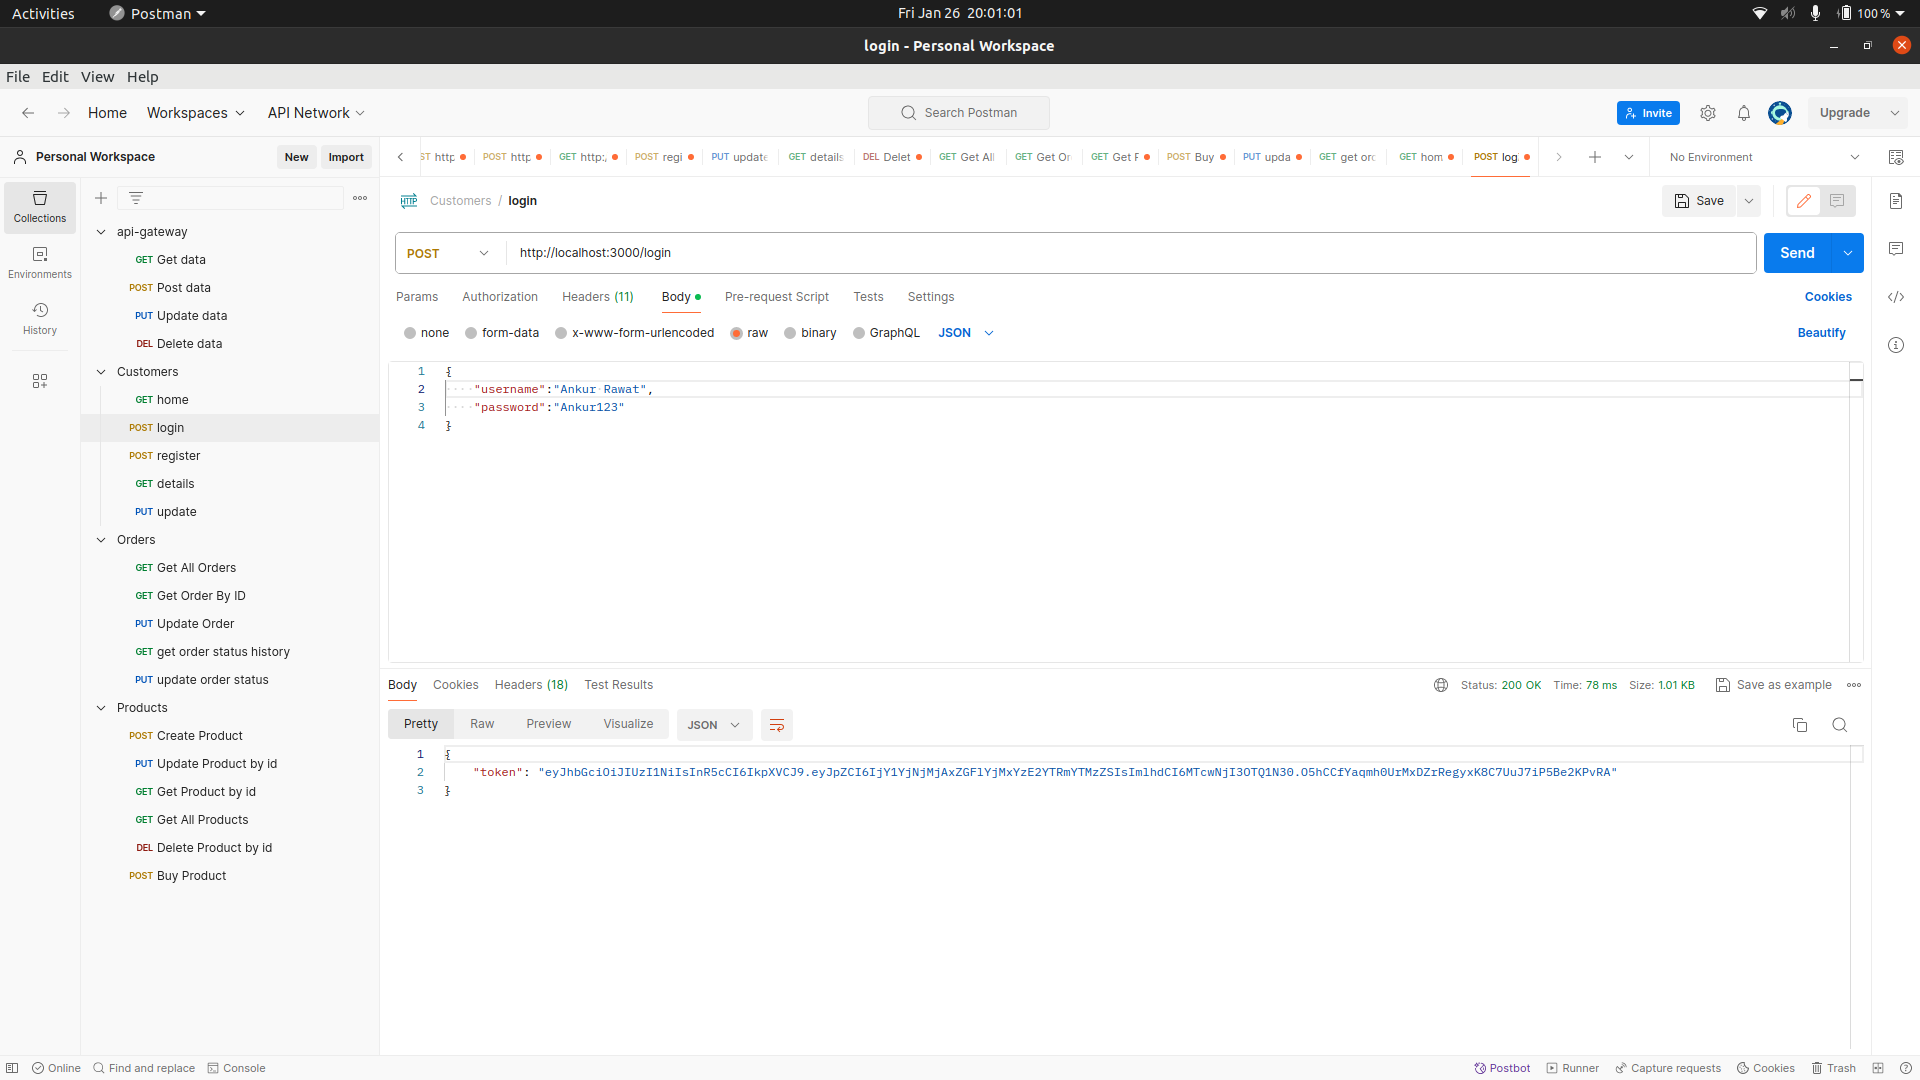 Activities
Postman
Fri Jan 26 20:01:01
100 %
login - Personal Workspace
File Edit View Help
Home Workspaces API Network
Search Postman
Invite
Upgrade
Personal Workspace
New
Import
ST http
POST http
GET http:/
POST regi
PUT update
GET details
DEL Delet
GET Get All
GET Get Or
GET Get F
POST Buy
PUT upda
GET get ord
GET hom
POST log
No Environment
Collections
Environments
History
api-gateway
GET Get data
POST Post data
PUT Update data
DEL Delete data
Customers
GET home
POST login
POST register
GET details
PUT update
Orders
GET Get All Orders
GET Get Order By ID
PUT Update Order
GET get order status history
PUT update order status
Products
POST Create Product
PUT Update Product by id
GET Get Product by id
GET Get All Products
DEL Delete Product by id
POST Buy Product
HTTP Customers / login
Save
POST http://localhost:3000/login
Send
Params Authorization Headers (11) Body Pre-request Script Tests Settings
Cookies
none form-data x-www-form-urlencoded raw binary GraphQL JSON
Beautify
1 {
2 "username":"Ankur Rawat",
3 "password":"Ankur123"
4 }
Body Cookies Headers (18) Test Results
Status: 200 OK Time: 78 ms Size: 1.01 KB
Save as example
Pretty Raw Preview Visualize JSON
1 {
2 "token": "eyJhbGciOiJIUzI1NiIsInR5cCI6IkpXVCJ9.eyJpZCI6IjY1YjNjMjAxZGFlYjMxYzE2YTRmYTMzZSIsImlhdCI6MTcwNjI3OTQ1N30.O5hCCfYaqmh0UrMxDZrRegyxK8C7UuJ7iP5Be2KPvRA"
3 }
Online
Find and replace
Console
Postbot
Runner
Capture requests
Cookies
Trash